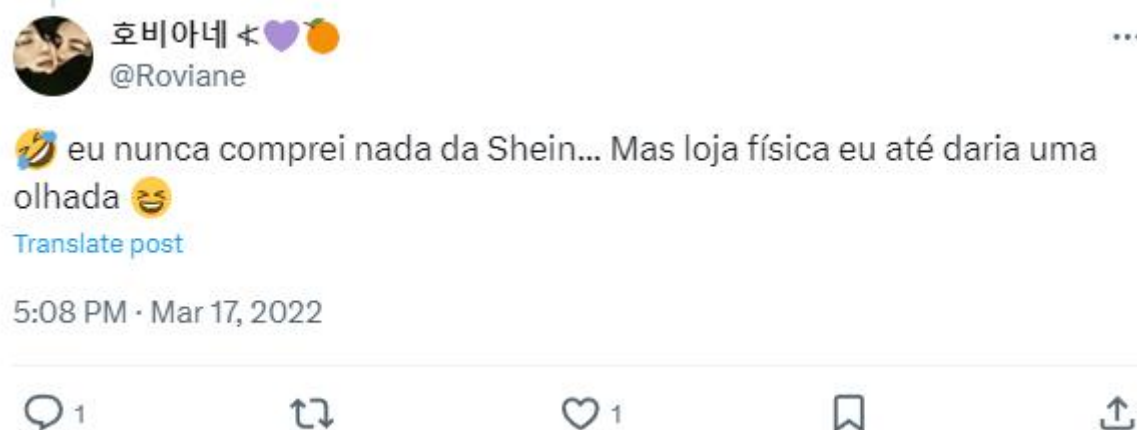 호비아네 ⪪💜🍊
@Roviane
🤣 eu nunca comprei nada da Shein... Mas loja física eu até daria uma
olhada 😆
Translate post
5:08 PM · Mar 17, 2022
1 1